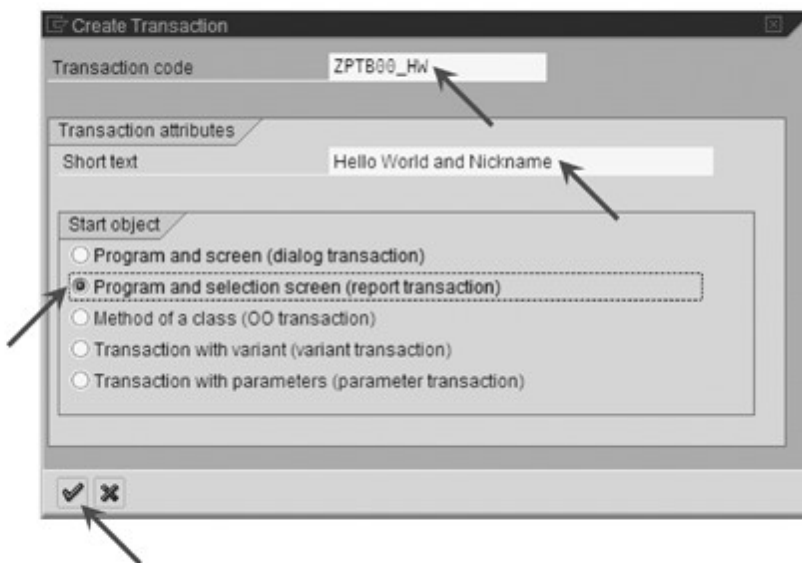 Create Transaction
Transaction code ZPTB00_HW
Transaction attributes
Short text Hello World and Nickname
Start object
Program and screen (dialog transaction)
Program and selection screen (report transaction)
Method of a class (OO transaction)
Transaction with variant (variant transaction)
Transaction with parameters (parameter transaction)